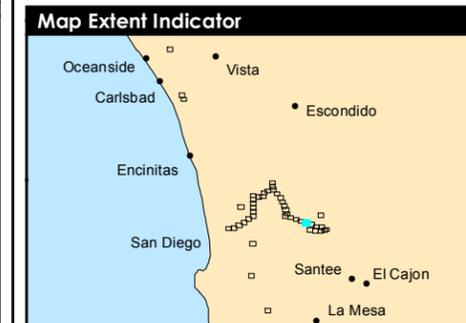 Map Extent Indicator
Oceanside
Vista
Carlsbad
Escondido
Encinitas
San Diego
Santee
El Cajon
La Mesa